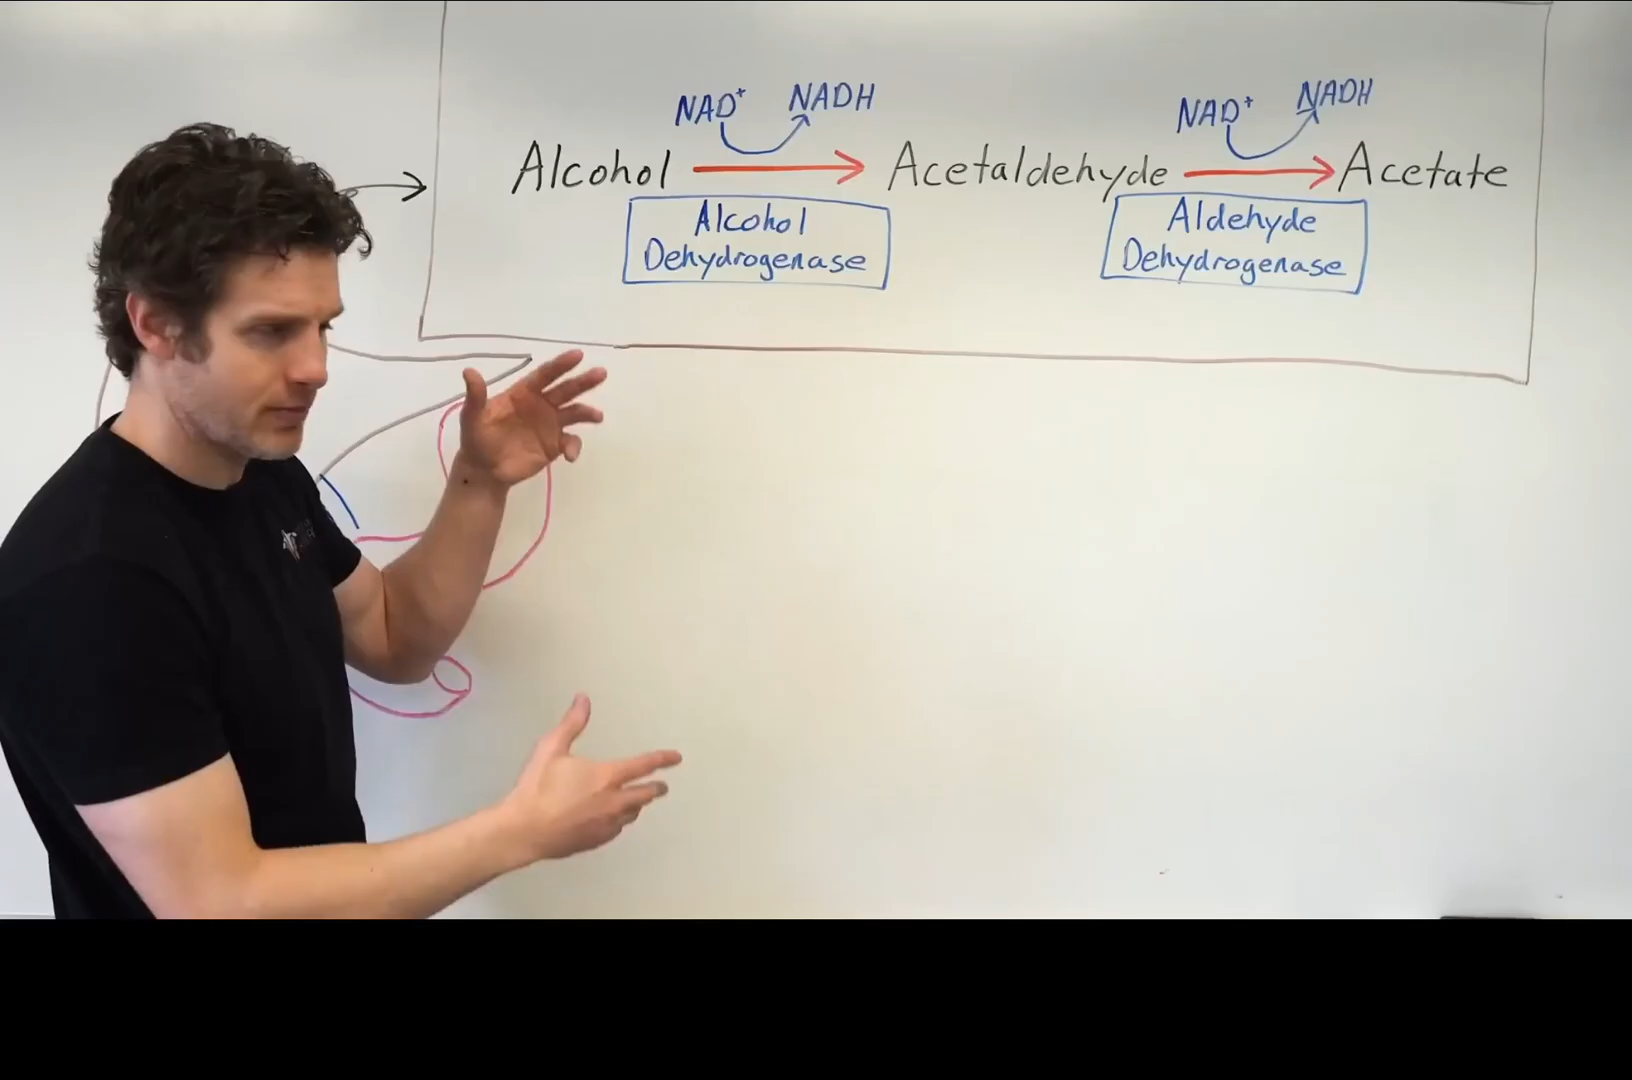 NAD⁺ NADH NAD⁺ NADH
Alcohol Acetaldehyde Acetate
Alcohol
Dehydrogenase
Aldehyde
Dehydrogenase